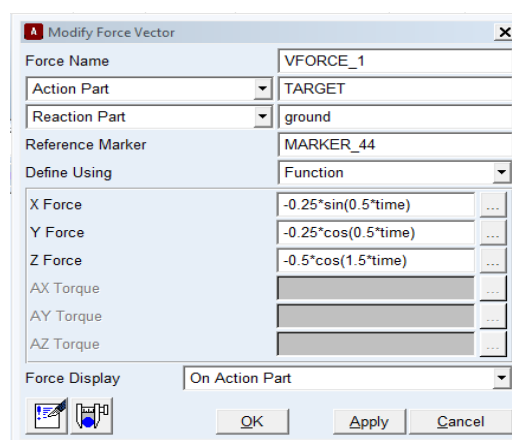 A Modify Force Vector X
Force Name VFORCE_1
Action Part TARGET
Reaction Part ground
Reference Marker MARKER_44
Define Using Function
X Force -0.25*sin(0.5*time) ...
Y Force -0.25*cos(0.5*time) ...
Z Force -0.5*cos(1.5*time) ...
AX Torque ...
AY Torque ...
AZ Torque ...
Force Display On Action Part
OK Apply Cancel